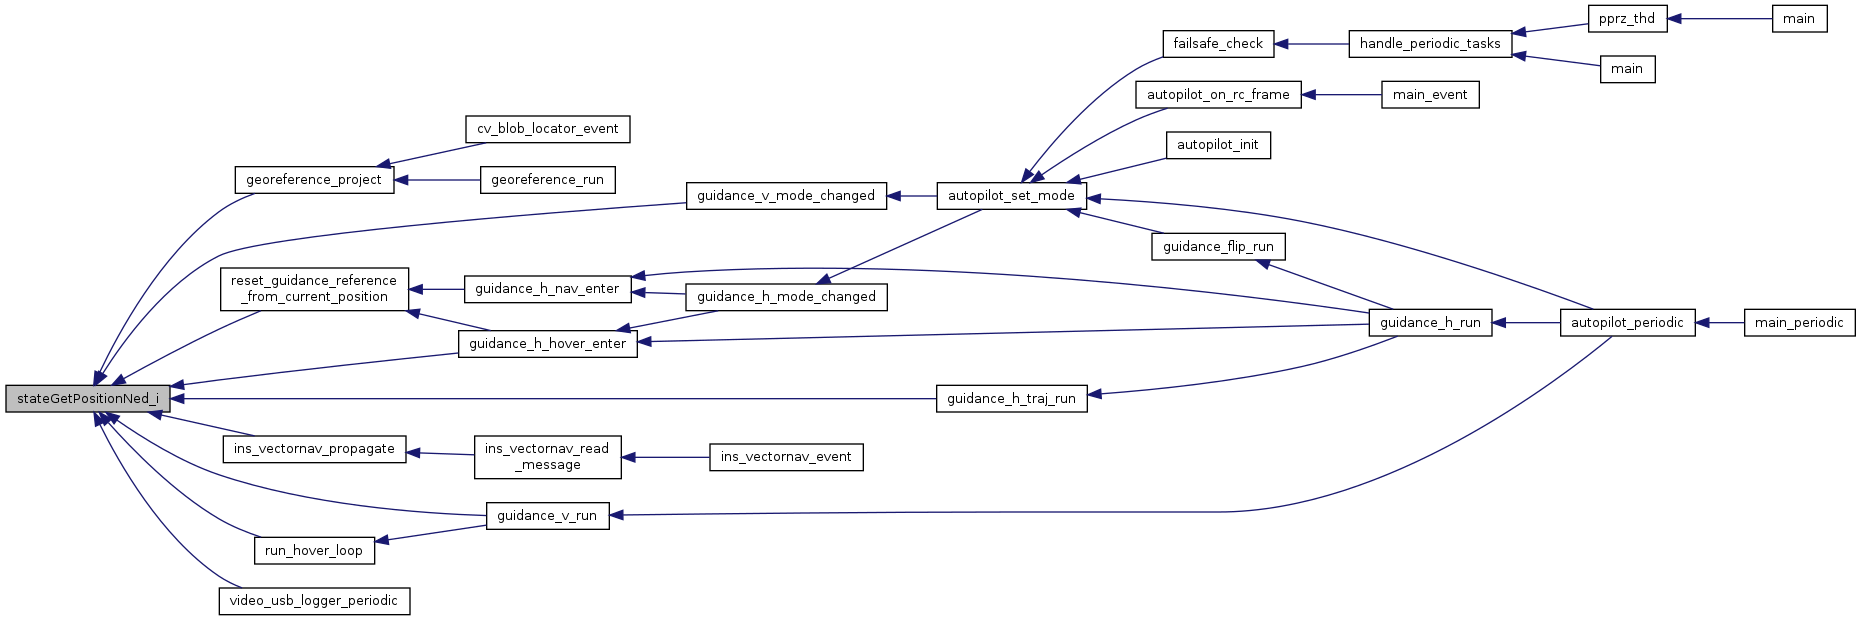 pprz_thd
main
failsafe_check
handle_periodic_tasks
main
autopilot_on_rc_frame
main_event
cv_blob_locator_event
autopilot_init
georeference_project
georeference_run
guidance_v_mode_changed
autopilot_set_mode
guidance_flip_run
reset_guidance_reference
_from_current_position
guidance_h_nav_enter
guidance_h_mode_changed
guidance_h_run
autopilot_periodic
main_periodic
guidance_h_hover_enter
stateGetPositionNed_i
guidance_h_traj_run
ins_vectornav_propagate
ins_vectornav_read
_message
ins_vectornav_event
guidance_v_run
run_hover_loop
video_usb_logger_periodic